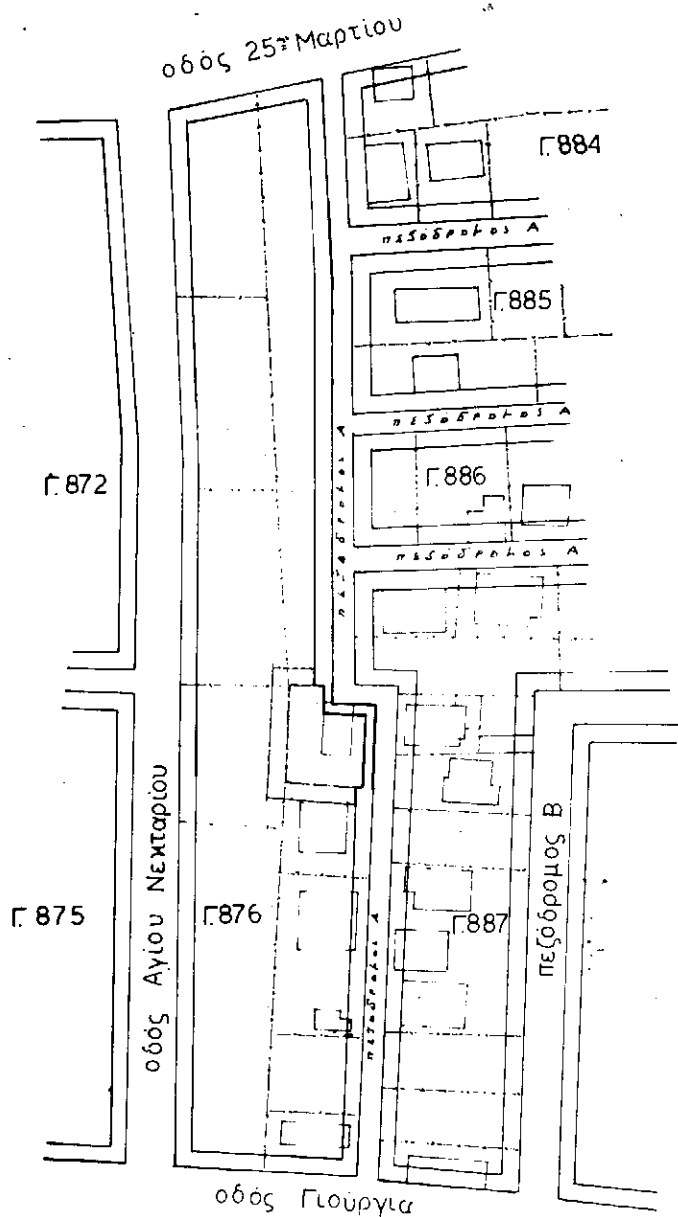 οδός 25ης Μαρτίου
Γ.884
πεζόδρομος Α
Γ.885
πεζόδρομος Α
Γ.886
Γ.872
πεζόδρομος Α
πεζόδρομος Α
οδός Αγίου Νεκταρίου
πεζόδρομος Β
Γ.875
Γ.876
Γ.887
πεζόδρομος Α
οδός Γιούργια